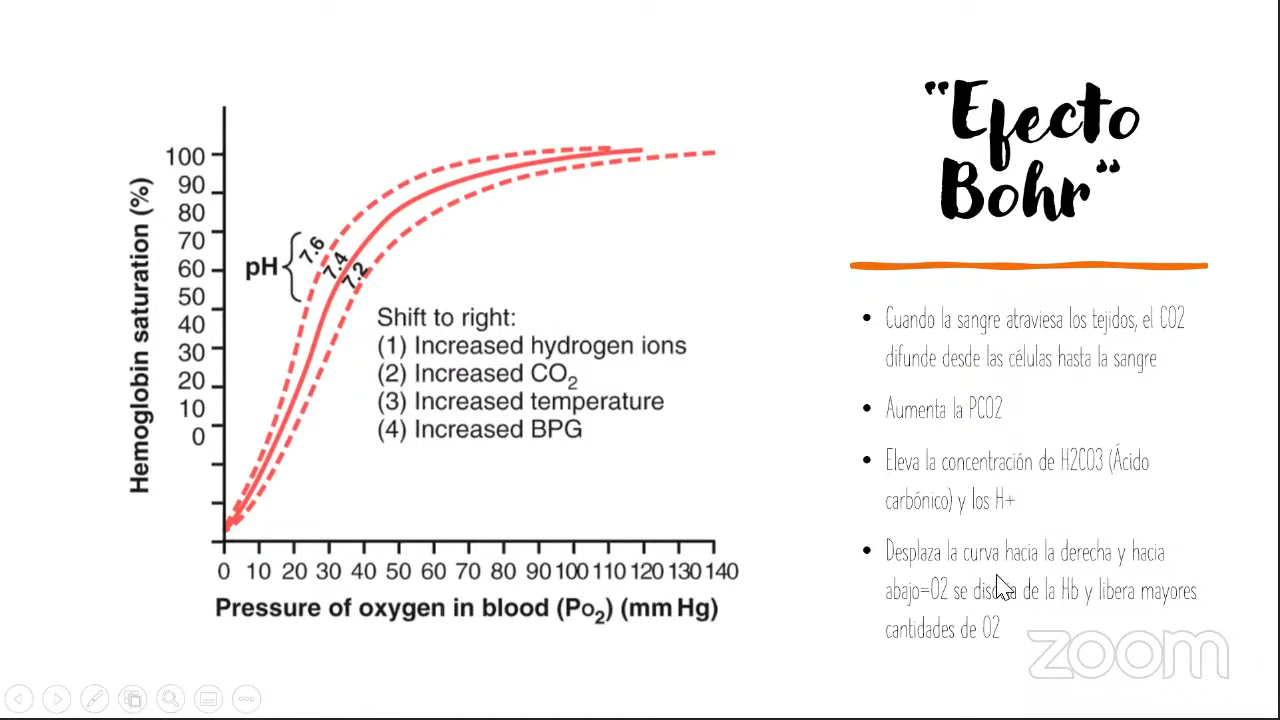 "Efecto
Bohr"
100
90
80
70
60
50
40
30
20
10
0
Hemoglobin saturation (%)
pH
7.6
7.4
7.2
Shift to right:
(1) Increased hydrogen ions
(2) Increased CO2
(3) Increased temperature
(4) Increased BPG
0 10 20 30 40 50 60 70 80 90 100 110 120 130 140
Pressure of oxygen in blood (PO2) (mm Hg)
• Cuando la sangre atraviesa los tejidos, el CO2
difunde desde las células hasta la sangre
• Aumenta la PCO2
• Eleva la concentración de H2CO3 (Ácido
carbónico) y los H+
• Desplaza la curva hacia la derecha y hacia
abajo=O2 se de la Hb y libera mayores
cantidades de O2
zoom